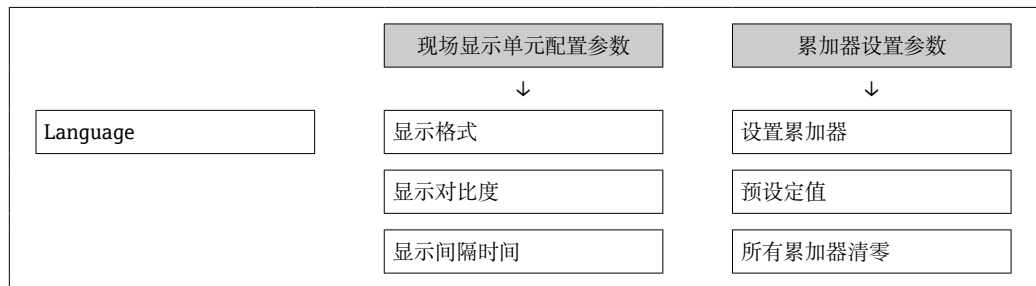 现场显示单元配置参数
累加器设置参数
↓
↓
Language
显示格式
设置累加器
显示对比度
预设定值
显示间隔时间
所有累加器清零